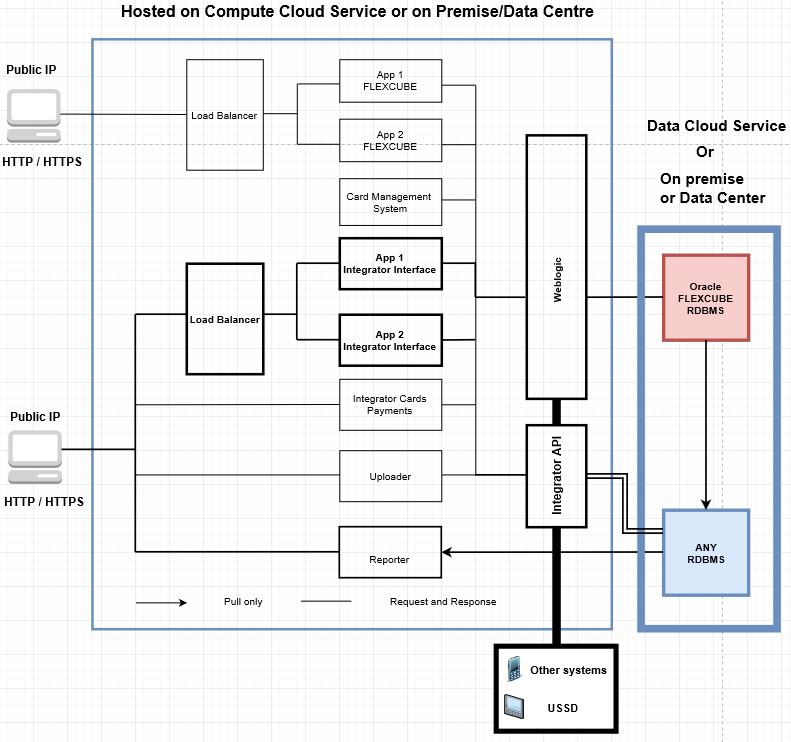 Hosted on Compute Cloud Service or on Premise/Data Centre
Public IP
HTTP / HTTPS
Load Balancer
App 1
FLEXCUBE
App 2
FLEXCUBE
Card Management
System
App 1
Integrator Interface
Load Balancer
App 2
Integrator Interface
Integrator Cards
Payments
Uploader
Reporter
Public IP
HTTP / HTTPS
Weblogic
Integrator API
Data Cloud Service
Or
On premise
or Data Center
Oracle
FLEXCUBE
RDBMS
ANY
RDBMS
Pull only
Request and Response
Other systems
USSD